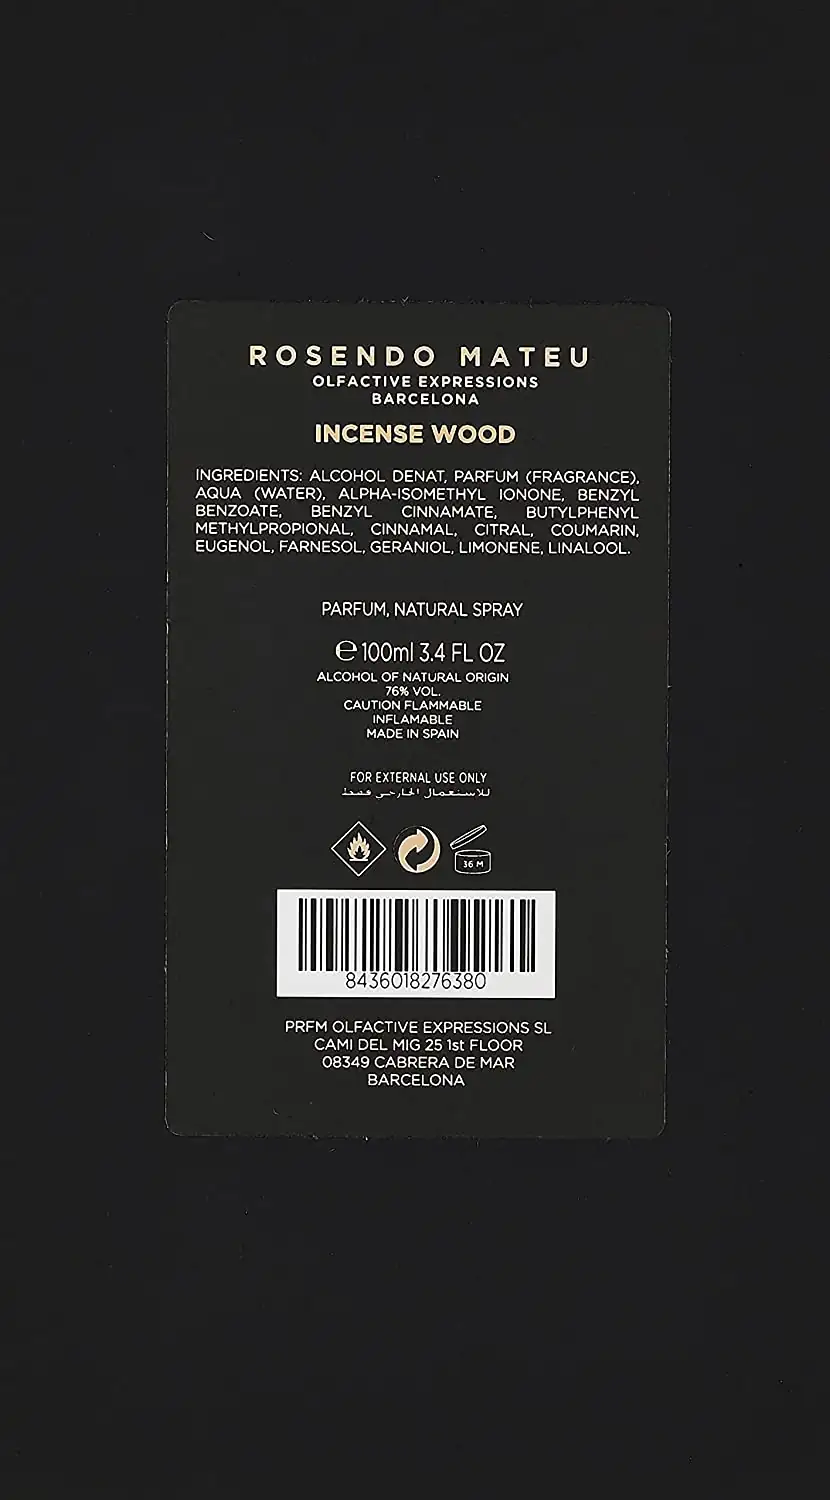 ROSENDO MATEU
OLFACTIVE EXPRESSIONS
BARCELONA
INCENSE WOOD
INGREDIENTS: ALCOHOL DENAT, PARFUM (FRAGRANCE),
AQUA (WATER), ALPHA-ISOMETHYL IONONE, BENZYL
BENZOATE, BENZYL CINNAMATE, BUTYLPHENYL
METHYLPROPIONAL, CINNAMAL, CITRAL, COUMARIN,
EUGENOL, FARNESOL, GERANIOL, LIMONENE, LINALOOL.
PARFUM, NATURAL SPRAY
℮ 100ml 3.4 FL OZ
ALCOHOL OF NATURAL ORIGIN
76% VOL.
CAUTION FLAMMABLE
INFLAMABLE
MADE IN SPAIN
FOR EXTERNAL USE ONLY
للاستعمال الخارجي فقط
36 M
8436018276380
PRFM OLFACTIVE EXPRESSIONS SL
CAMI DEL MIG 25 1st FLOOR
08349 CABRERA DE MAR
BARCELONA